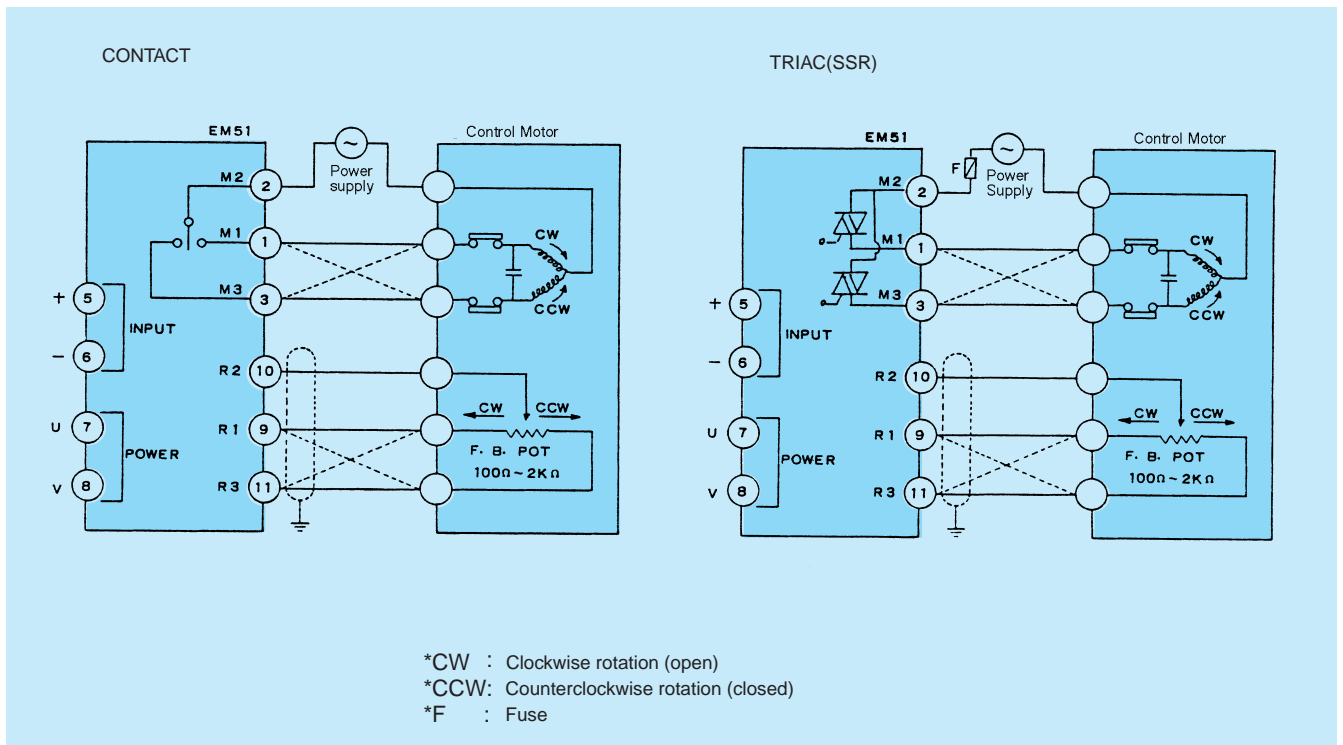 CONTACT
EM51
Power
supply
Control Motor
M2
2
M1
1
M3
3
CW
CCW
+
5
INPUT
−
6
R2
10
U
7
POWER
V
8
R1
9
R3
11
CW
CCW
F. B. POT
100Ω~2KΩ
TRIAC(SSR)
EM51
F
Power
Supply
Control Motor
M2
2
M1
1
M3
3
CW
CCW
+
5
INPUT
−
6
R2
10
U
7
POWER
V
8
R1
9
R3
11
CW
CCW
F. B. POT
100Ω~2KΩ
*CW : Clockwise rotation (open)
*CCW: Counterclockwise rotation (closed)
*F : Fuse